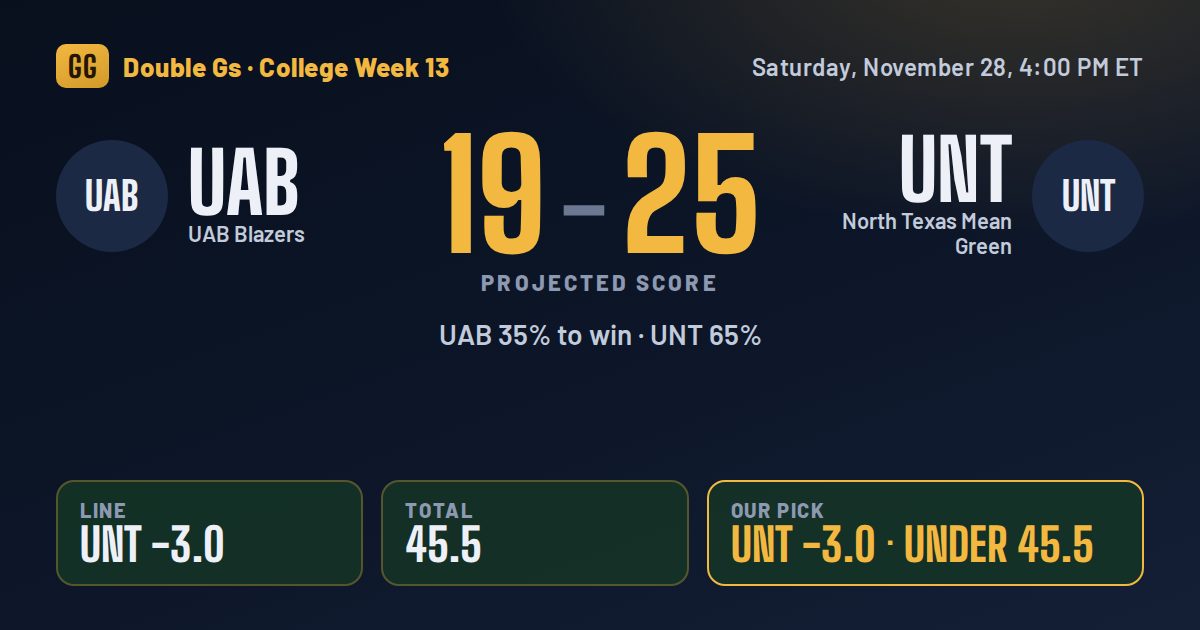 GG
Double Gs · College Week 13
Saturday, November 28, 4:00 PM ET
UAB
UAB
UAB Blazers
19 – 25
PROJECTED SCORE
UAB 35% to win · UNT 65%
UNT
North Texas Mean
Green
UNT
LINE
UNT −3.0
TOTAL
45.5
OUR PICK
UNT −3.0 · UNDER 45.5